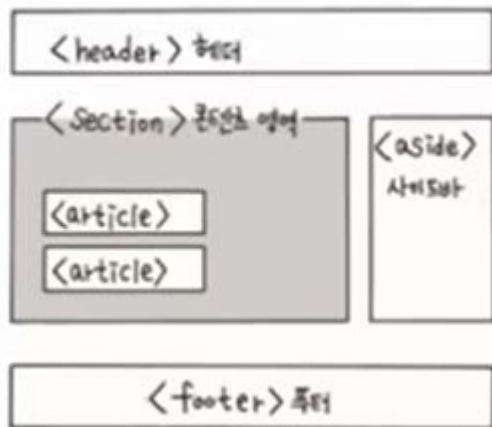 <header> 헤더
<section> 콘텐츠 영역
<aside>
사이드바
<article>
<article>
<footer> 푸터